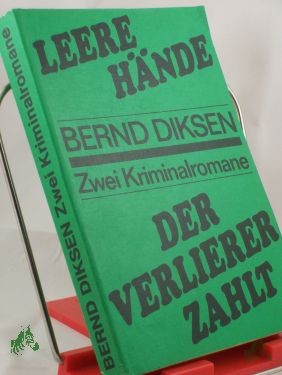 LEERE
HÄNDE
BERND DIKSEN
Zwei Kriminalromane
DER
VERLIERER
ZAHLT
BERND DIKSEN Zwei Kriminalromane